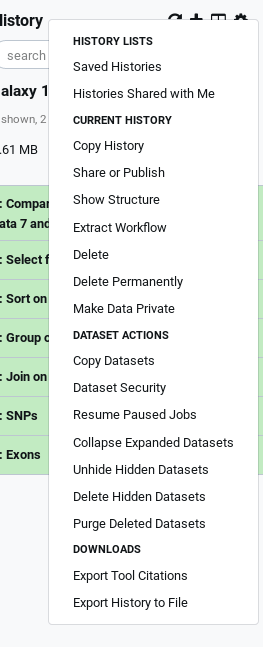 History
search
HISTORY LISTS
Saved Histories
alaxy 1
Histories Shared with Me
shown, 2
CURRENT HISTORY
.61 MB
Copy History
Share or Publish
: Compar
Show Structure
ata 7 and
Extract Workflow
Delete
: Select f
Delete Permanently
: Sort on
Make Data Private
: Group o
DATASET ACTIONS
Copy Datasets
: Join on
Dataset Security
: SNPs
Resume Paused Jobs
Collapse Expanded Datasets
: Exons
Unhide Hidden Datasets
Delete Hidden Datasets
Purge Deleted Datasets
DOWNLOADS
Export Tool Citations
Export History to File